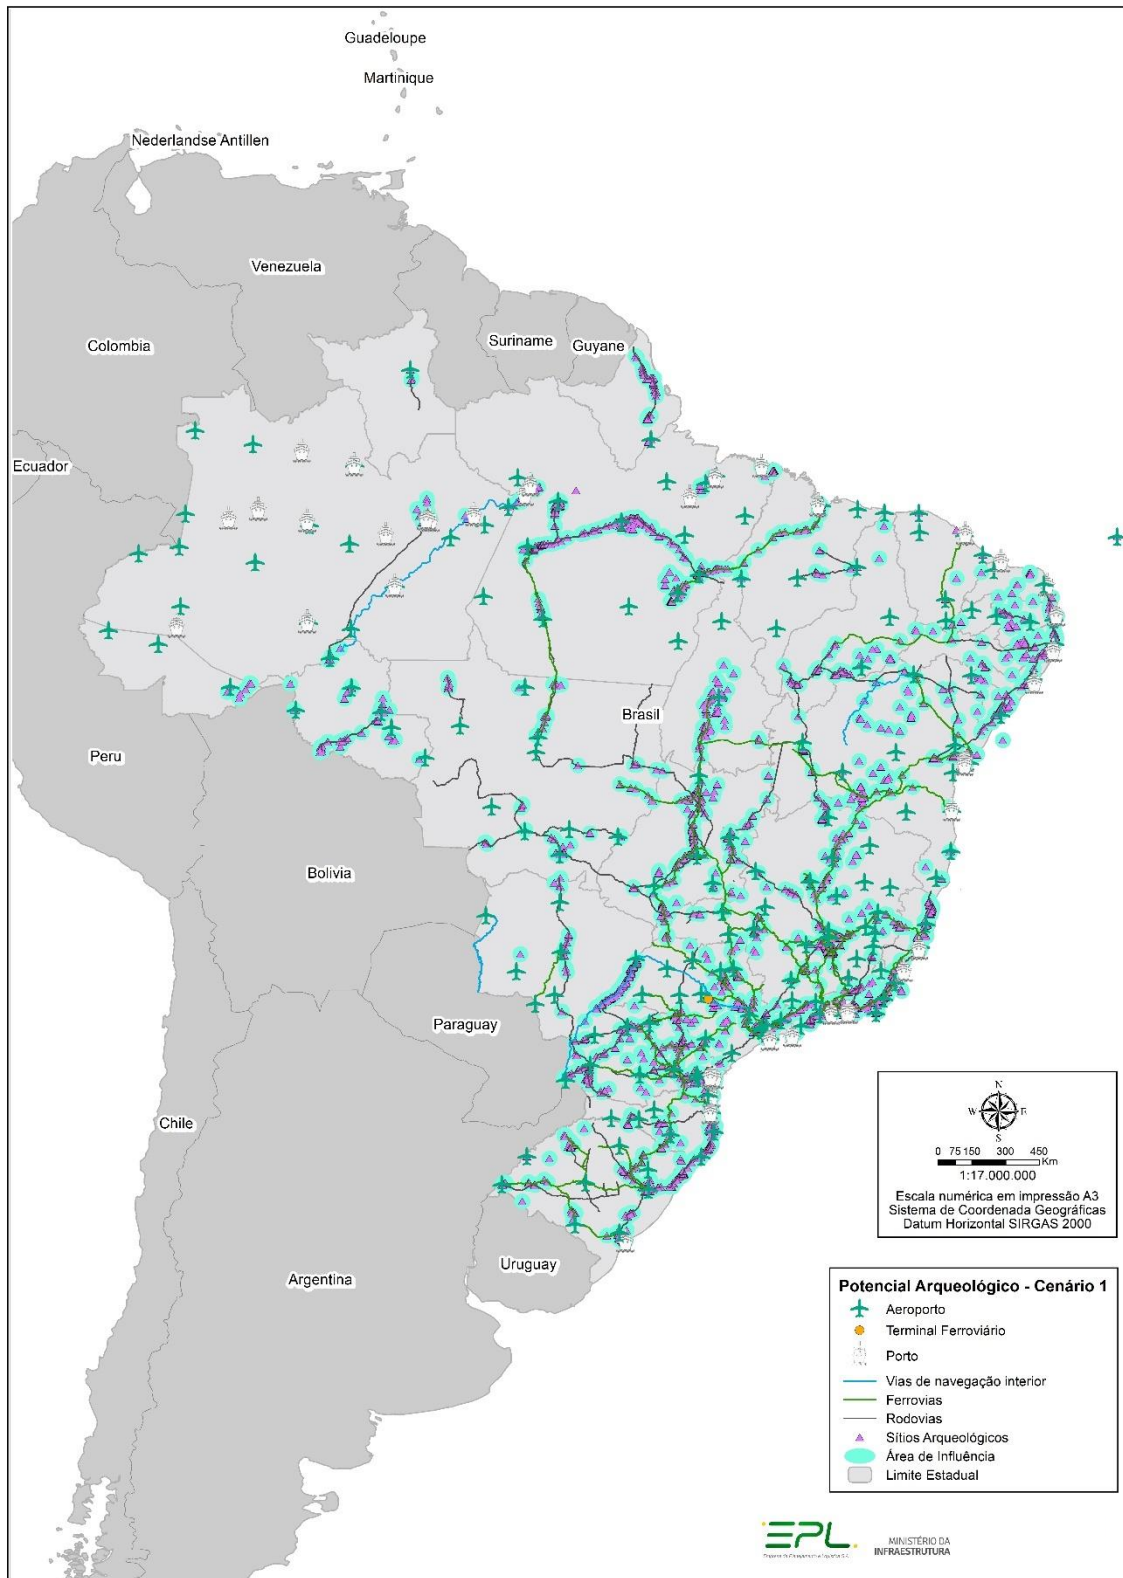 Guadeloupe
Martinique
Nederlandse Antillen
Venezuela
Colombia
Suriname
Guyane
Ecuador
Brasil
Peru
Bolivia
Paraguay
Chile
Argentina
Uruguay
N
W
E
S
0 75 150 300 450
Km
1:17.000.000
Escala numérica em impressão A3
Sistema de Coordenada Geográficas
Datum Horizontal SIRGAS 2000
Potencial Arqueológico - Cenário 1
Aeroporto
Terminal Ferroviário
Porto
Vias de navegação interior
Ferrovias
Rodovias
Sítios Arqueológicos
Área de Influência
Limite Estadual
EPL
MINISTÉRIO DA
INFRAESTRUTURA